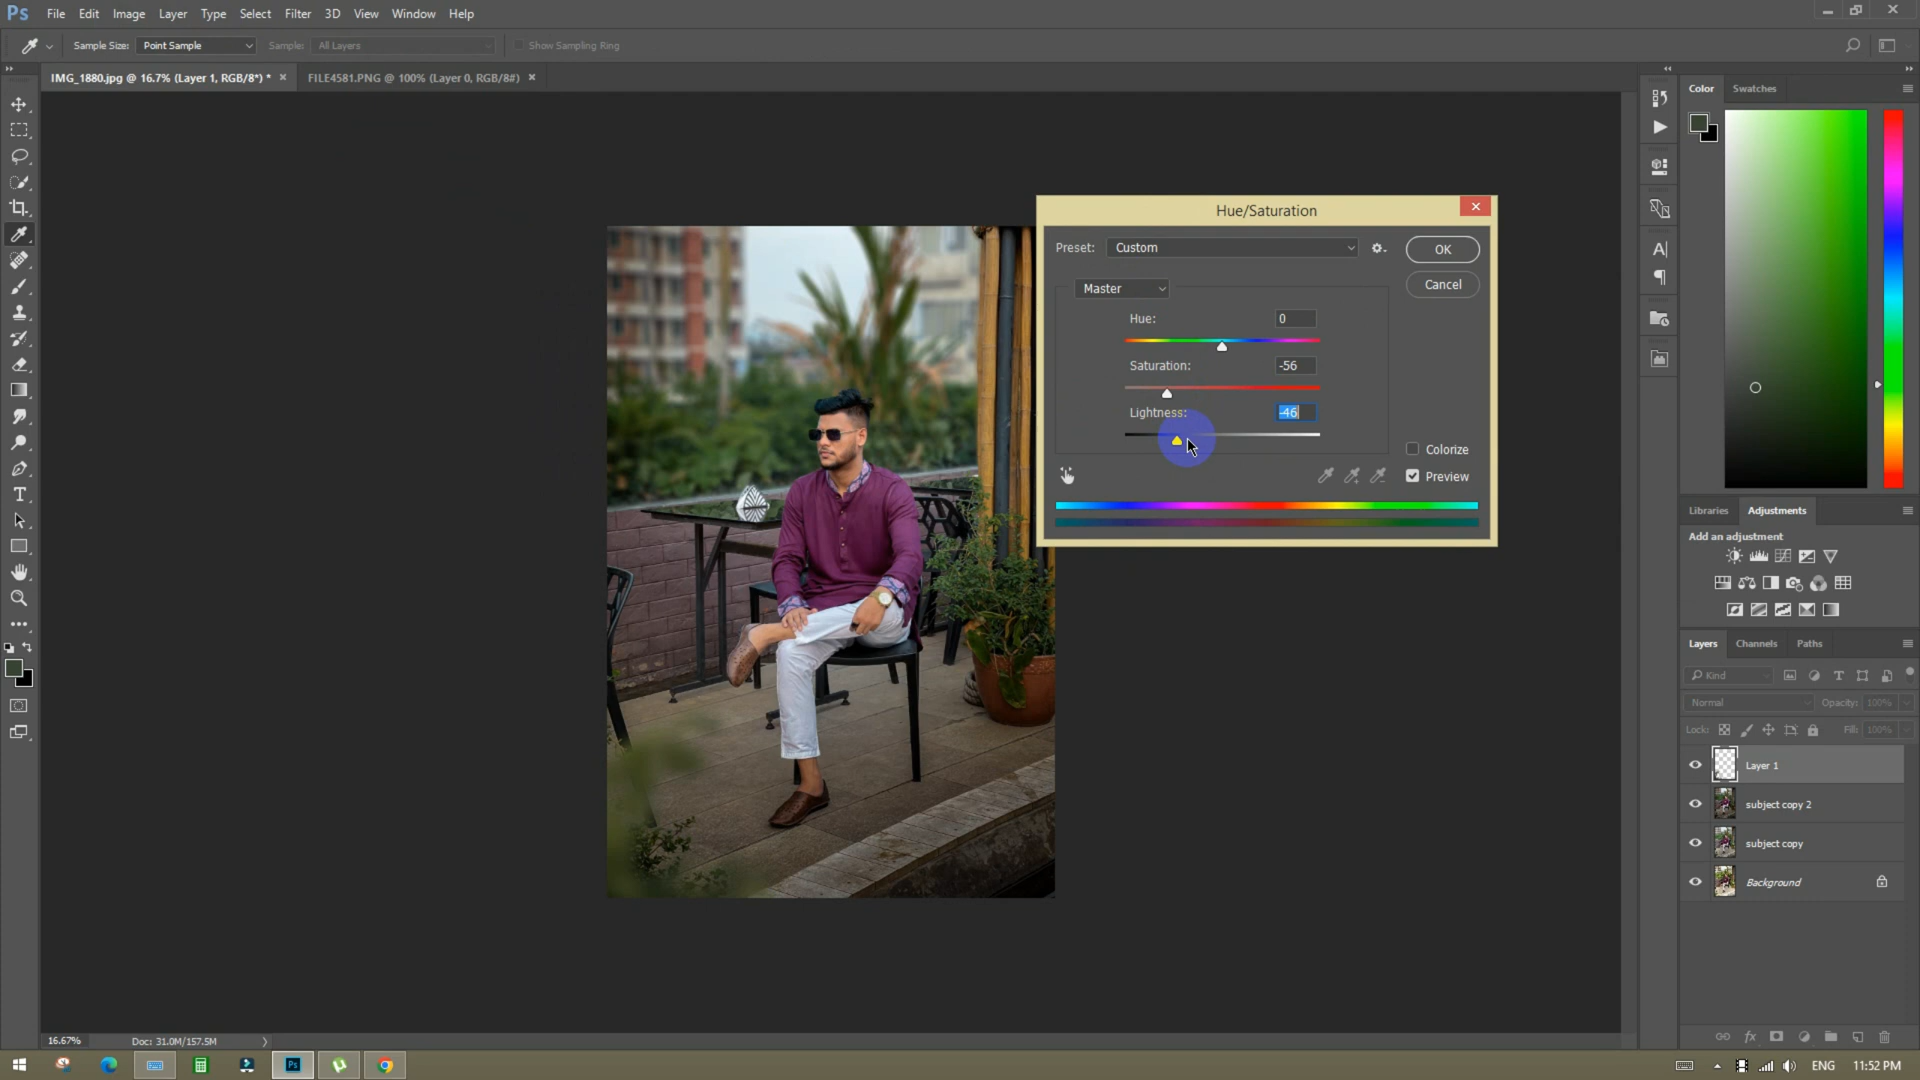 Ps File Edit Image Layer Type Select Filter 3D View Window Help
Sample Size: Point Sample Sample: All Layers Show Sampling Ring
IMG_1880.jpg @ 16.7% (Layer 1, RGB/8*) * FILE4581.PNG @ 100% (Layer 0, RGB/8#)
Color Swatches
Hue/Saturation
Preset: Custom OK
Master Cancel
Hue: 0
Saturation: -56
Lightness: -46
Colorize
Preview
Libraries Adjustments
Add an adjustment
Layers Channels Paths
Kind
Normal Opacity: 100%
Lock: Fill: 100%
Layer 1
subject copy 2
subject copy
Background
16.67% Doc: 31.0M/157.5M
Ps ENG 11:52 PM